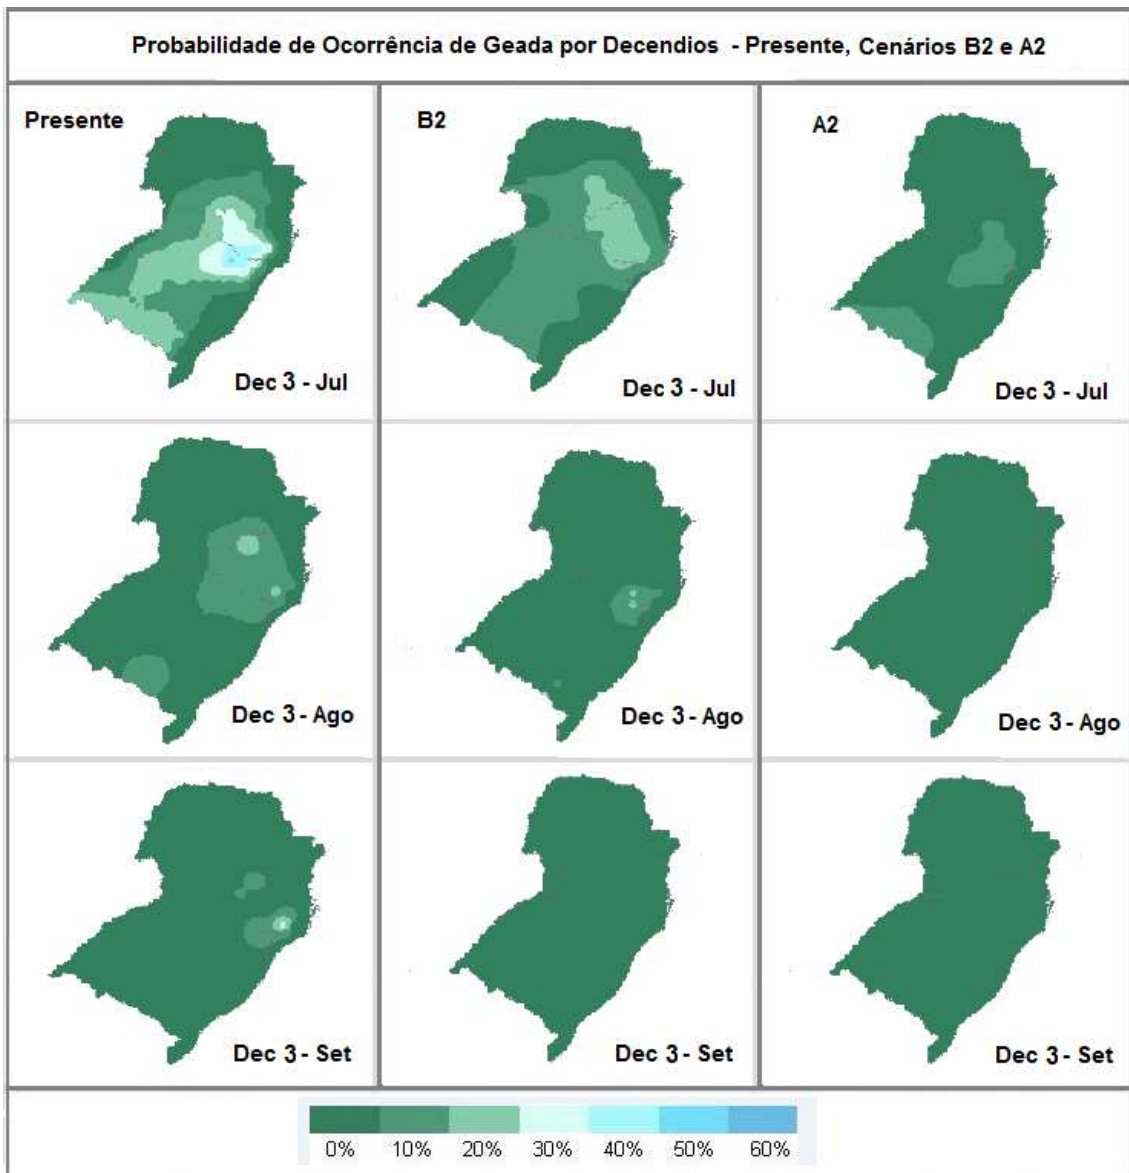 Probabilidade de Ocorrência de Geada por Decendios - Presente, Cenários B2 e A2
Presente
B2
A2
Dec 3 - Jul
Dec 3 - Jul
Dec 3 - Jul
Dec 3 - Ago
Dec 3 - Ago
Dec 3 - Ago
Dec 3 - Set
Dec 3 - Set
Dec 3 - Set
0% 10% 20% 30% 40% 50% 60%